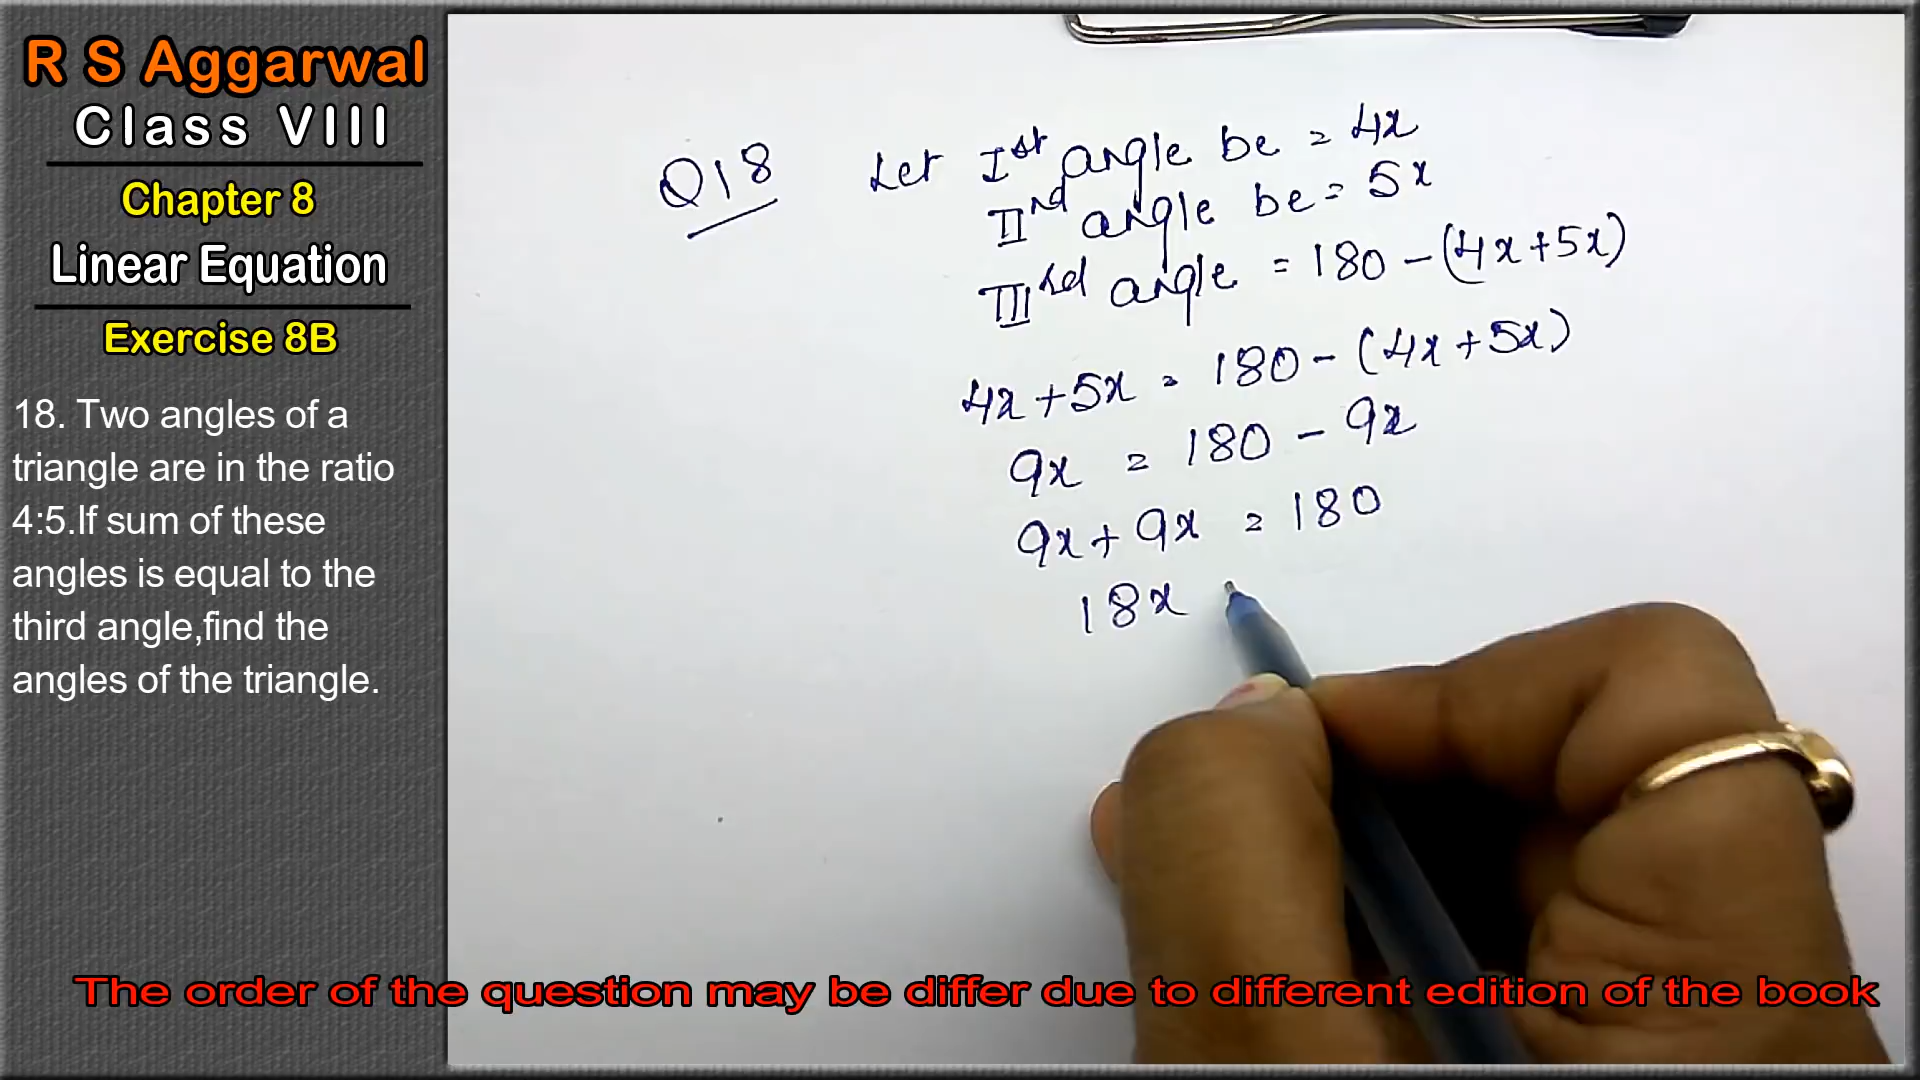 R S Aggarwal
Class VIII
Chapter 8
Linear Equation
Exercise 8B
18. Two angles of a
triangle are in the ratio
4:5.If sum of these
angles is equal to the
third angle,find the
angles of the triangle.
Q18 Let Ist angle be = 4x
IInd angle be = 5x
IIIrd angle = 180 - (4x+5x)
4x+5x = 180 - (4x+5x)
9x = 180 - 9x
9x + 9x = 180
18x
The order of the question may be differ due to different edition of the book